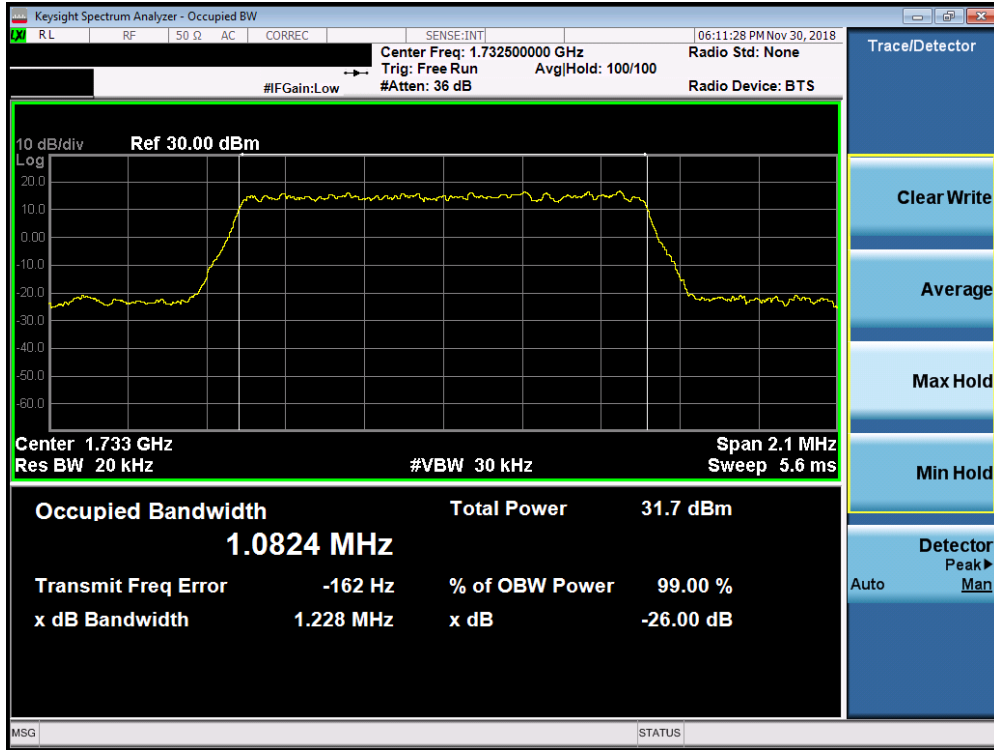 Keysight Spectrum Analyzer - Occupied BW
LXI RL RF 50 Ω AC CORREC SENSE:INT 06:11:28 PM Nov 30, 2018
Center Freq: 1.732500000 GHz Radio Std: None
Trig: Free Run Avg|Hold: 100/100
#IFGain:Low #Atten: 36 dB Radio Device: BTS
Trace/Detector
10 dB/div Ref 30.00 dBm
Log
20.0
10.0
0.00
-10.0
-20.0
-30.0
-40.0
-50.0
-60.0
Center 1.733 GHz Span 2.1 MHz
Res BW 20 kHz #VBW 30 kHz Sweep 5.6 ms
Occupied Bandwidth Total Power 31.7 dBm
1.0824 MHz
Transmit Freq Error -162 Hz % of OBW Power 99.00 %
x dB Bandwidth 1.228 MHz x dB -26.00 dB
Clear Write
Average
Max Hold
Min Hold
Detector
Peak▶
Auto Man
MSG STATUS